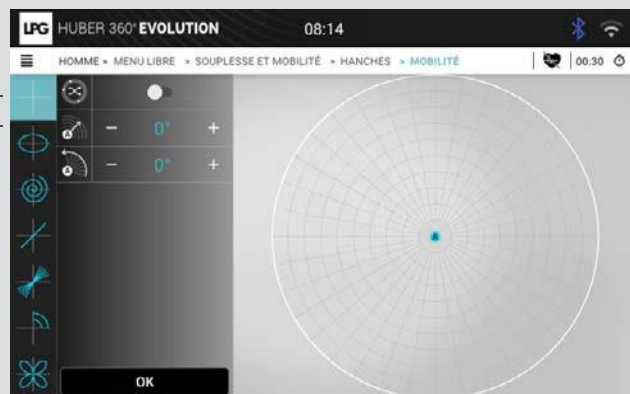 LPG HUBER 360° EVOLUTION 08:14
HOMME » MENU LIBRE » SOUPLESSE ET MOBILITÉ » HANCHES » MOBILITÉ 00:30
A − 0° +
A − 0° +
A
OK